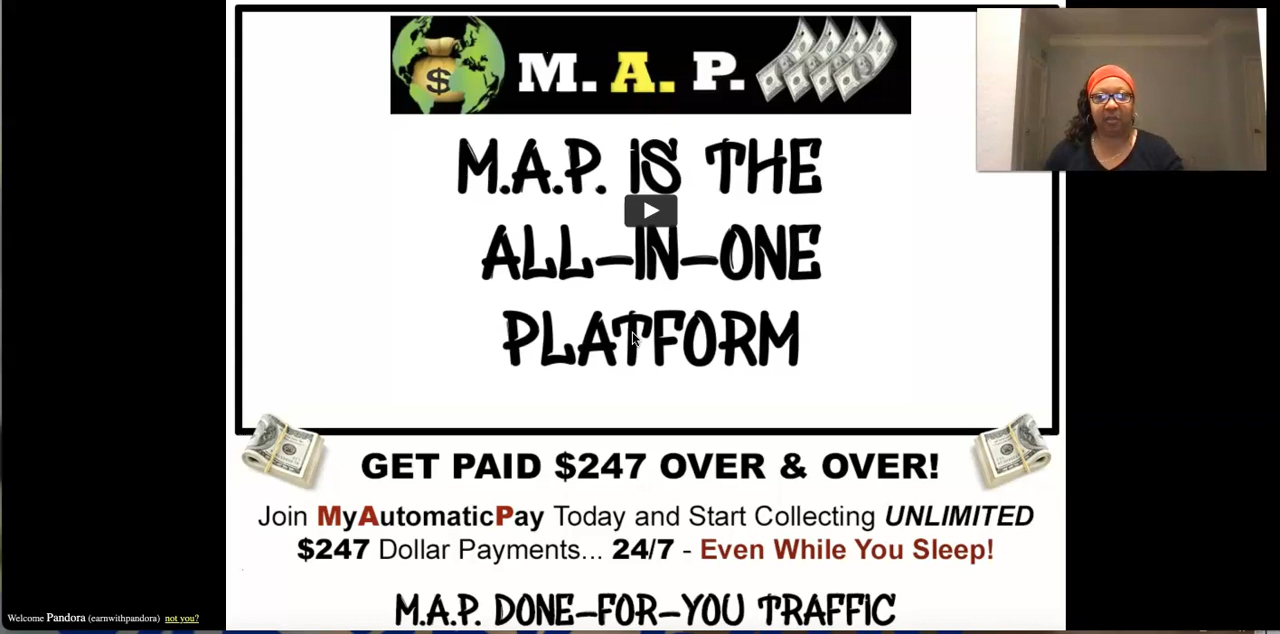 M. A. P.
M.A.P. IS THE
ALL-IN-ONE
PLATFORM
GET PAID $247 OVER & OVER!
Join MyAutomaticPay Today and Start Collecting UNLIMITED
$247 Dollar Payments... 24/7 - Even While You Sleep!
M.A.P. DONE-FOR-YOU TRAFFIC
Welcome Pandora (earnwithpandora) not you?